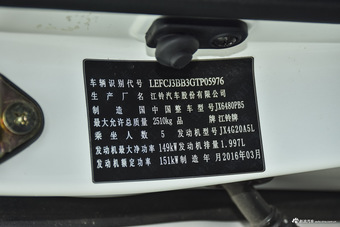 车辆识别代号 LEFCJ3BB3GTP05976
生产厂名 江铃汽车股份有限公司
制造国 中国 整车型号 JX6480PB5
最大允许总质量 2510kg 品牌 江铃牌
乘坐人数 5 发动机型号 JX4G20A5L
发动机最大净功率 149kW 发动机排量 1.997L
发动机额定功率 151kW 制造年月 2016年03月